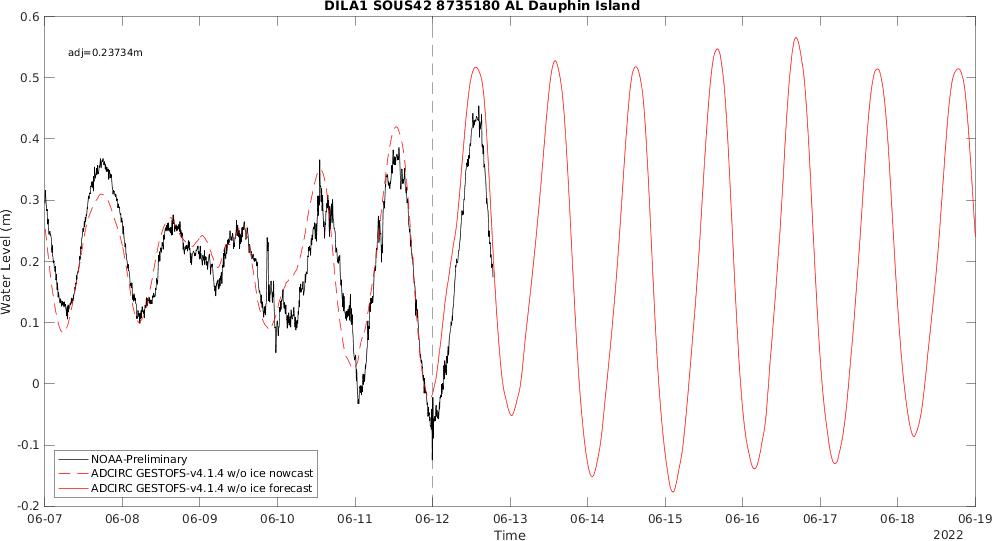 DILA1 SOUS42 8735180 AL Dauphin Island
0.6
adj=0.23734m
0.5
0.4
0.3
0.2
0.1
0
-0.1
-0.2
Water Level (m)
NOAA-Preliminary
ADCIRC GESTOFS-v4.1.4 w/o ice nowcast
ADCIRC GESTOFS-v4.1.4 w/o ice forecast
06-07 06-08 06-09 06-10 06-11 06-12 06-13 06-14 06-15 06-16 06-17 06-18 06-19
Time
2022